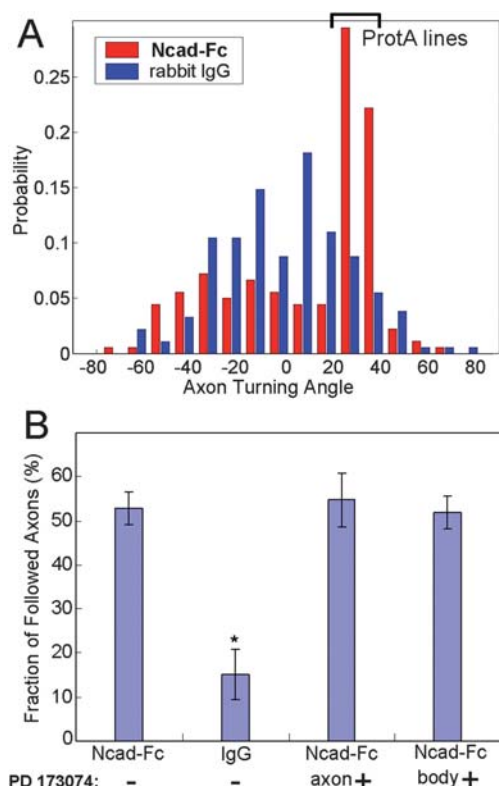 A
ProtA lines
Ncad-Fc
rabbit IgG
0.25
0.2
0.15
0.1
0.05
0
Probability
-80 -60 -40 -20 0 20 40 60 80
Axon Turning Angle
B
60
50
40
30
20
10
0
Fraction of Followed Axons (%)
*
Ncad-Fc IgG Ncad-Fc Ncad-Fc
PD 173074: - - axon + body +